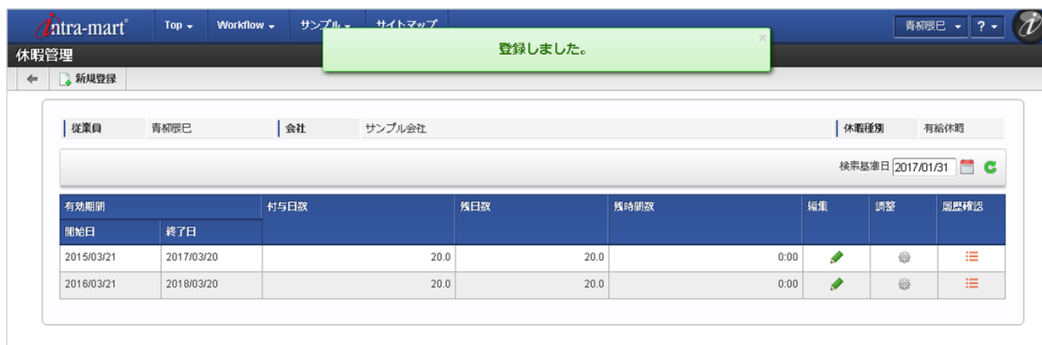 intra-mart Top Workflow サンプル サイトマップ 青柳辰巳 ?
登録しました。 ×
休暇管理
新規登録
従業員 青柳辰巳 会社 サンプル会社 休暇種別 有給休暇
検索基準日 2017/01/31
有効期間 付与日数 残日数 残時間数 編集 調整 履歴確認
開始日 終了日
2015/03/21 2017/03/20 20.0 20.0 0:00
2016/03/21 2018/03/20 20.0 20.0 0:00